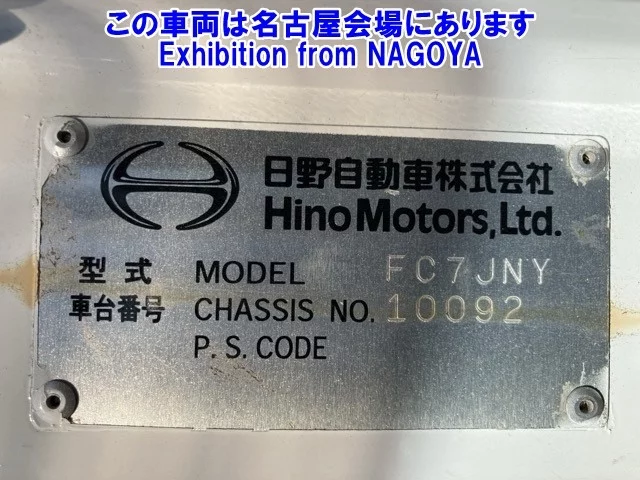 この車両は名古屋会場にあります
Exhibition from NAGOYA
日野自動車株式会社
Hino Motors, Ltd.
型式 MODEL FC7JNY
車台番号 CHASSIS NO. 10092
P.S.CODE